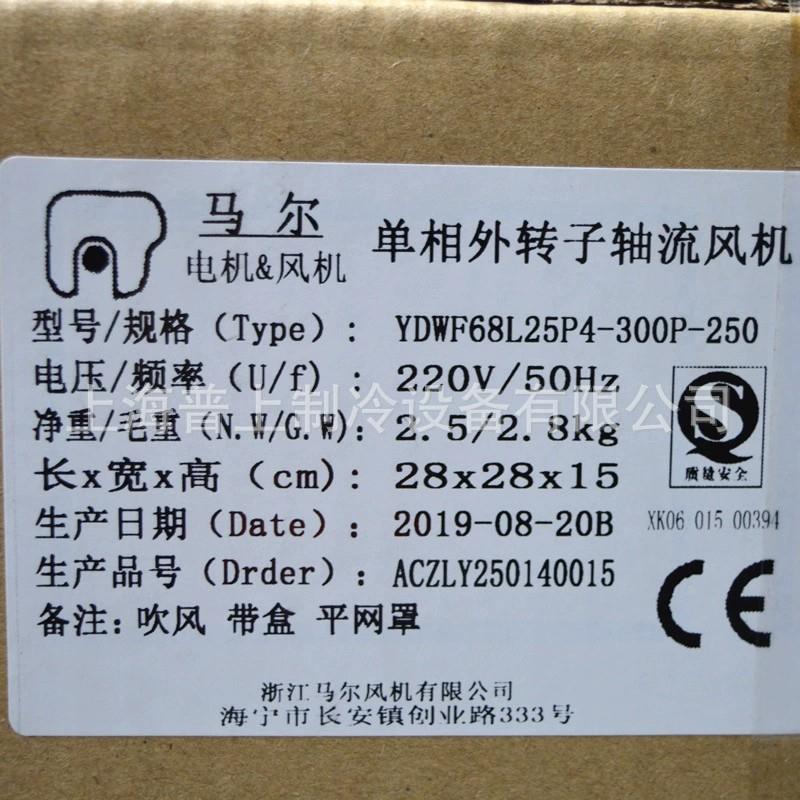 马尔
电机&风机
单相外转子轴流风机
型号/规格（Type）: YDWF68L25P4-300P-250
电压/频率（U/f）: 220V/50Hz
净重/毛重（N.W/G.W）: 2.5/2.8kg
长x宽x高（cm）: 28x28x15
生产日期（Date）: 2019-08-20B
生产品号（Drder）: ACZLY250140015
备注: 吹风 带盒 平网罩
质量安全
XK06 015 00394
CE
浙江马尔风机有限公司
海宁市长安镇创业路333号
上海普上制冷设备有限公司